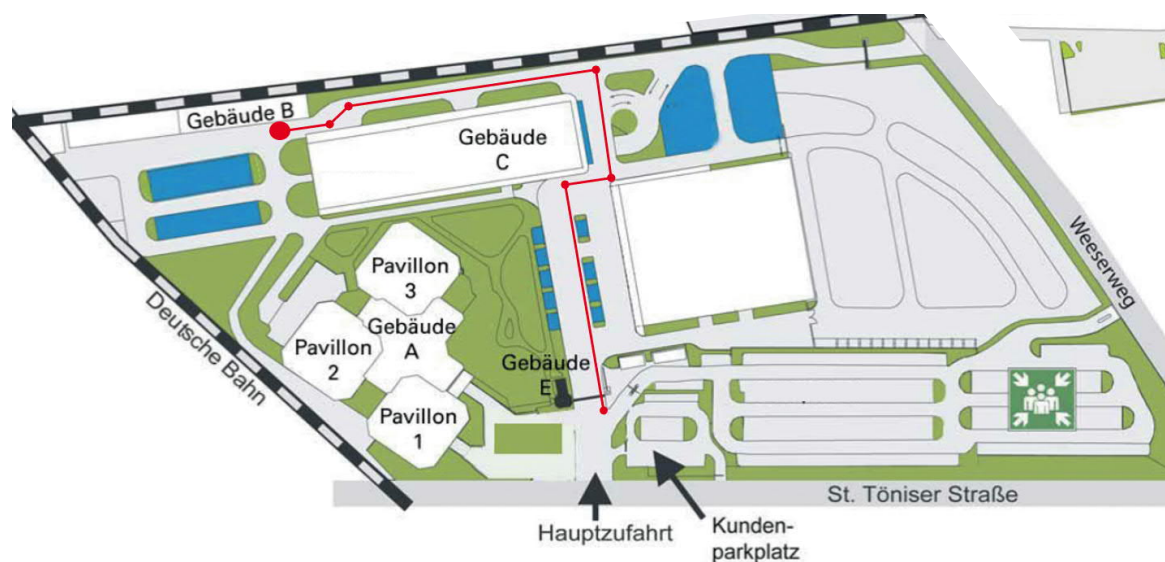 Gebäude B
Gebäude
C
Pavillon
3
Gebäude
A
Pavillon
2
Pavillon
1
Gebäude
E
Deutsche Bahn
Weeserweg
St. Töniser Straße
Hauptzufahrt
Kunden-
parkplatz